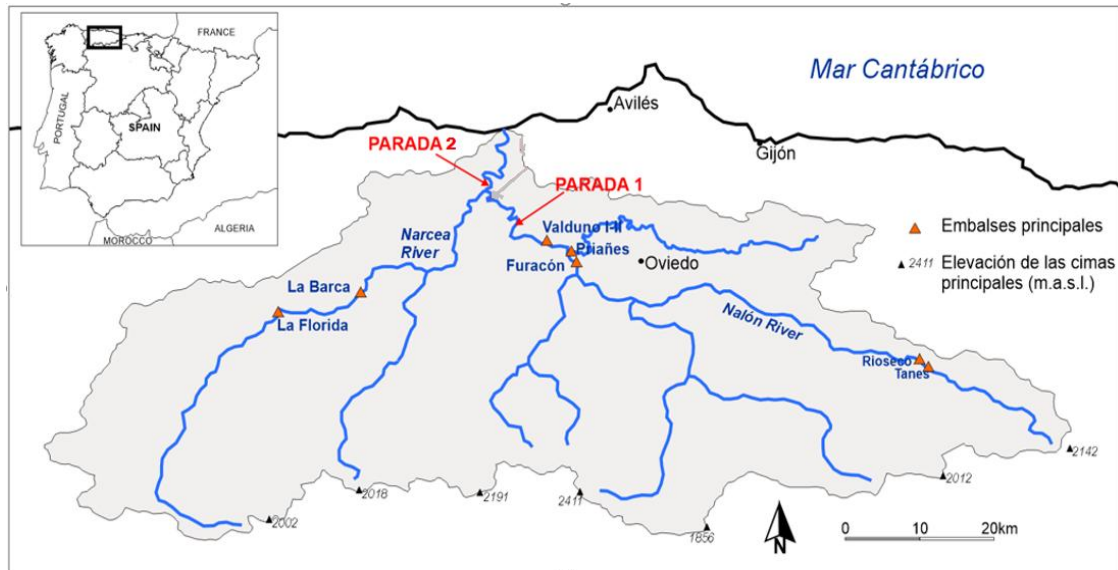 FRANCE
PORTUGAL
SPAIN
MOROCCO
ALGERIA
Mar Cantábrico
Avilés
Gijón
PARADA 2
PARADA 1
Valduno I-II
Priañes
Furacón
Oviedo
Narcea
River
La Barca
La Florida
Nalón River
Rioseco
Tanes
Embalses principales
2411 Elevación de las cimas
principales (m.a.s.l.)
2142
2012
2018
2191
2411
2002
1856
N
0 10 20km